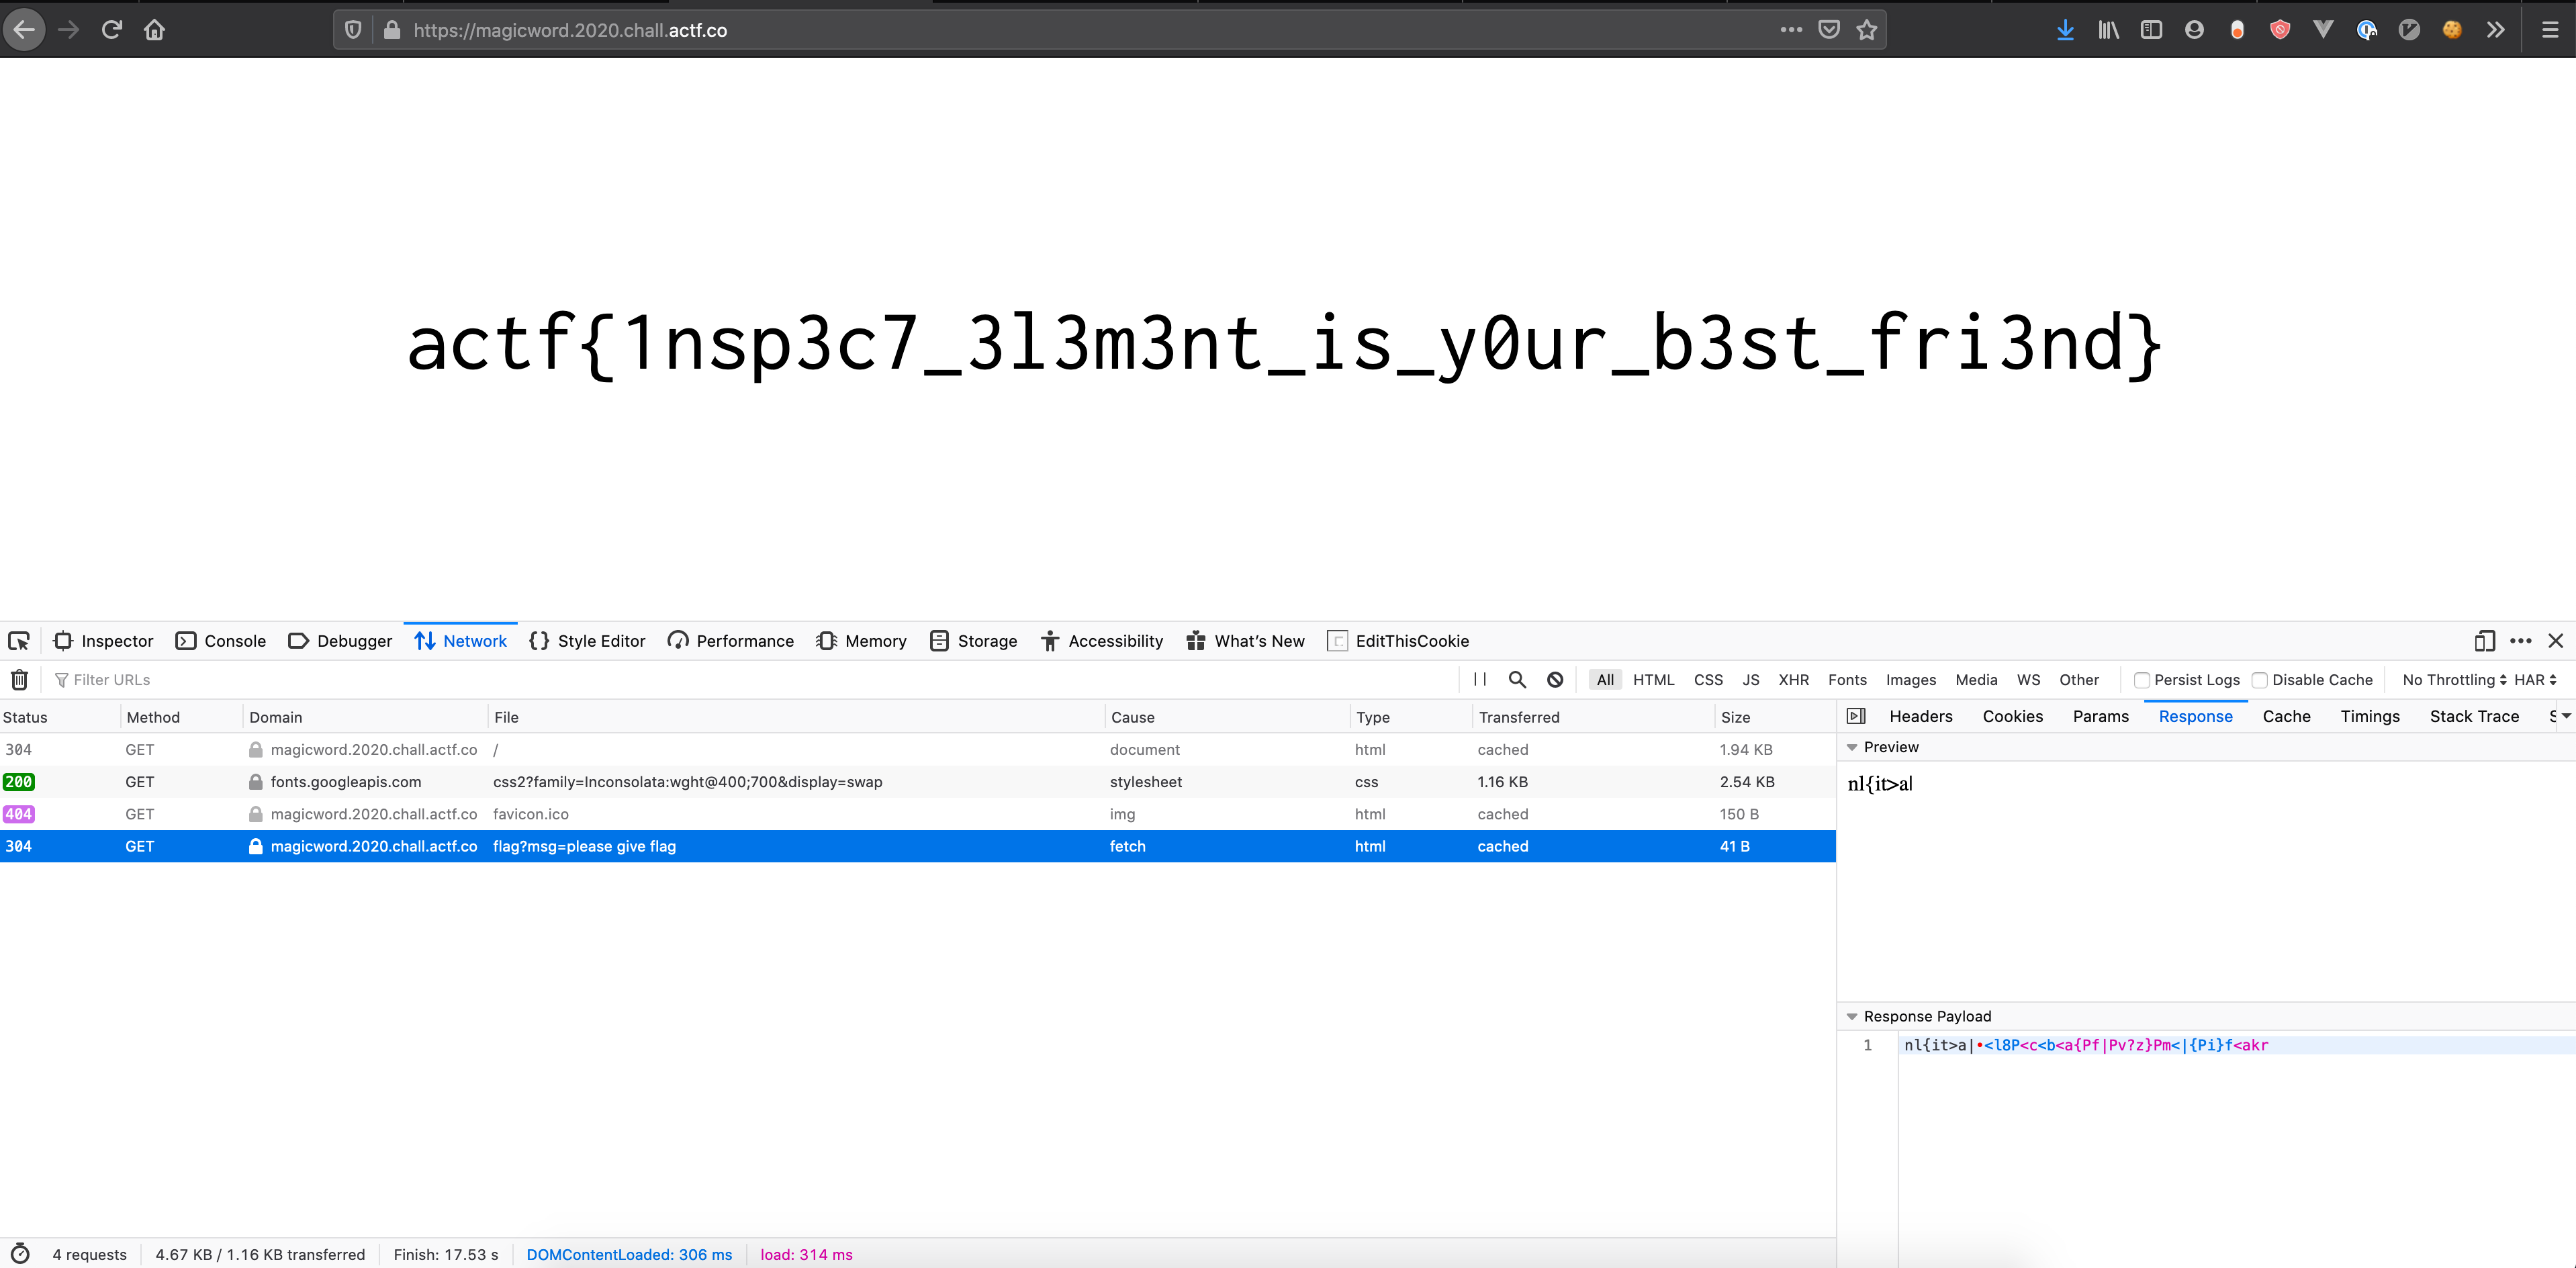 https://magicword.2020.chall.actf.co
actf{1nsp3c7_3l3m3nt_is_y0ur_b3st_fri3nd}
Inspector Console Debugger Network {} Style Editor Performance Memory Storage Accessibility What's New EditThisCookie
Filter URLs All HTML CSS JS XHR Fonts Images Media WS Other Persist Logs Disable Cache No Throttling HAR
Status Method Domain File Cause Type Transferred Size Headers Cookies Params Response Cache Timings Stack Trace S
304 GET magicword.2020.chall.actf.co / document html cached 1.94 KB
Preview
200 GET fonts.googleapis.com css2?family=Inconsolata:wght@400;700&display=swap stylesheet css 1.16 KB 2.54 KB
nl{it>a|
404 GET magicword.2020.chall.actf.co favicon.ico img html cached 150 B
304 GET magicword.2020.chall.actf.co flag?msg=please give flag fetch html cached 41 B
Response Payload
1 nl{it>a|•<l8P<c<b<a{Pf|Pv?z}Pm<|{Pi}f<akr
4 requests 4.67 KB / 1.16 KB transferred Finish: 17.53 s DOMContentLoaded: 306 ms load: 314 ms